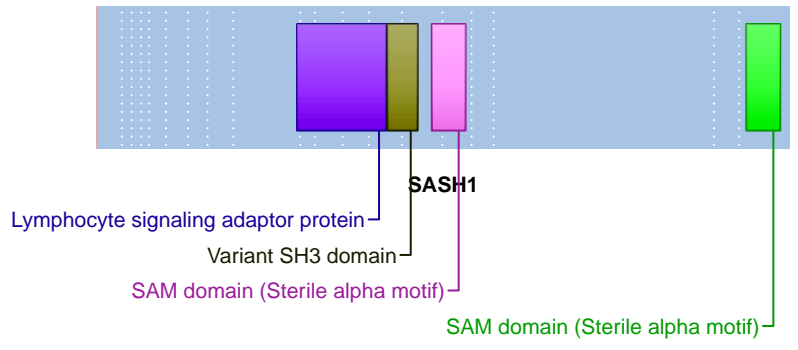 SASH1
Lymphocyte signaling adaptor protein
Variant SH3 domain
SAM domain (Sterile alpha motif)
SAM domain (Sterile alpha motif)